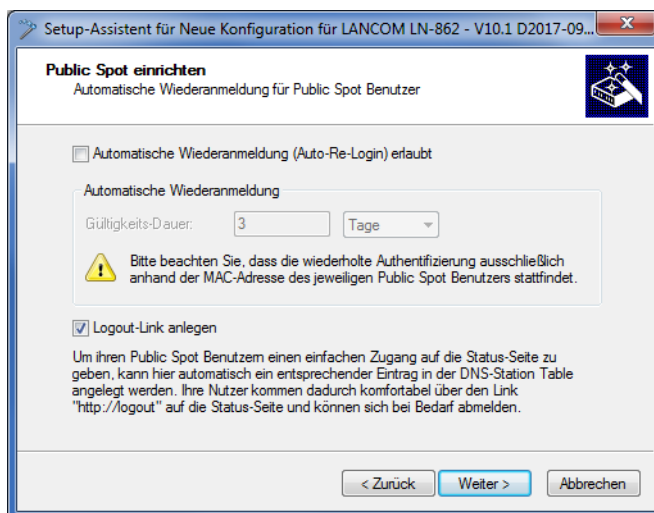 Setup-Assistent für Neue Konfiguration für LANCOM LN-862 - V10.1 D2017-09...
Public Spot einrichten
Automatische Wiederanmeldung für Public Spot Benutzer
Automatische Wiederanmeldung (Auto-Re-Login) erlaubt
Automatische Wiederanmeldung
Gültigkeits-Dauer: 3 Tage
Bitte beachten Sie, dass die wiederholte Authentifizierung ausschließlich
anhand der MAC-Adresse des jeweiligen Public Spot Benutzers stattfindet.
Logout-Link anlegen
Um ihren Public Spot Benutzern einen einfachen Zugang auf die Status-Seite zu
geben, kann hier automatisch ein entsprechender Eintrag in der DNS-Station Table
angelegt werden. Ihre Nutzer kommen dadurch komfortabel über den Link
"http://logout" auf die Status-Seite und können sich bei Bedarf abmelden.
< Zurück Weiter > Abbrechen